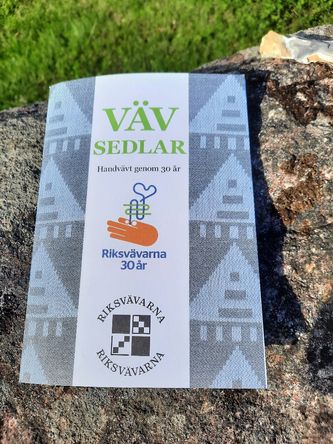 VÄV
SEDLAR
Handvävt genom 30 år
Riksvävarna
30 år
RIKSVÄVARNA
RIKSVÄVARNA